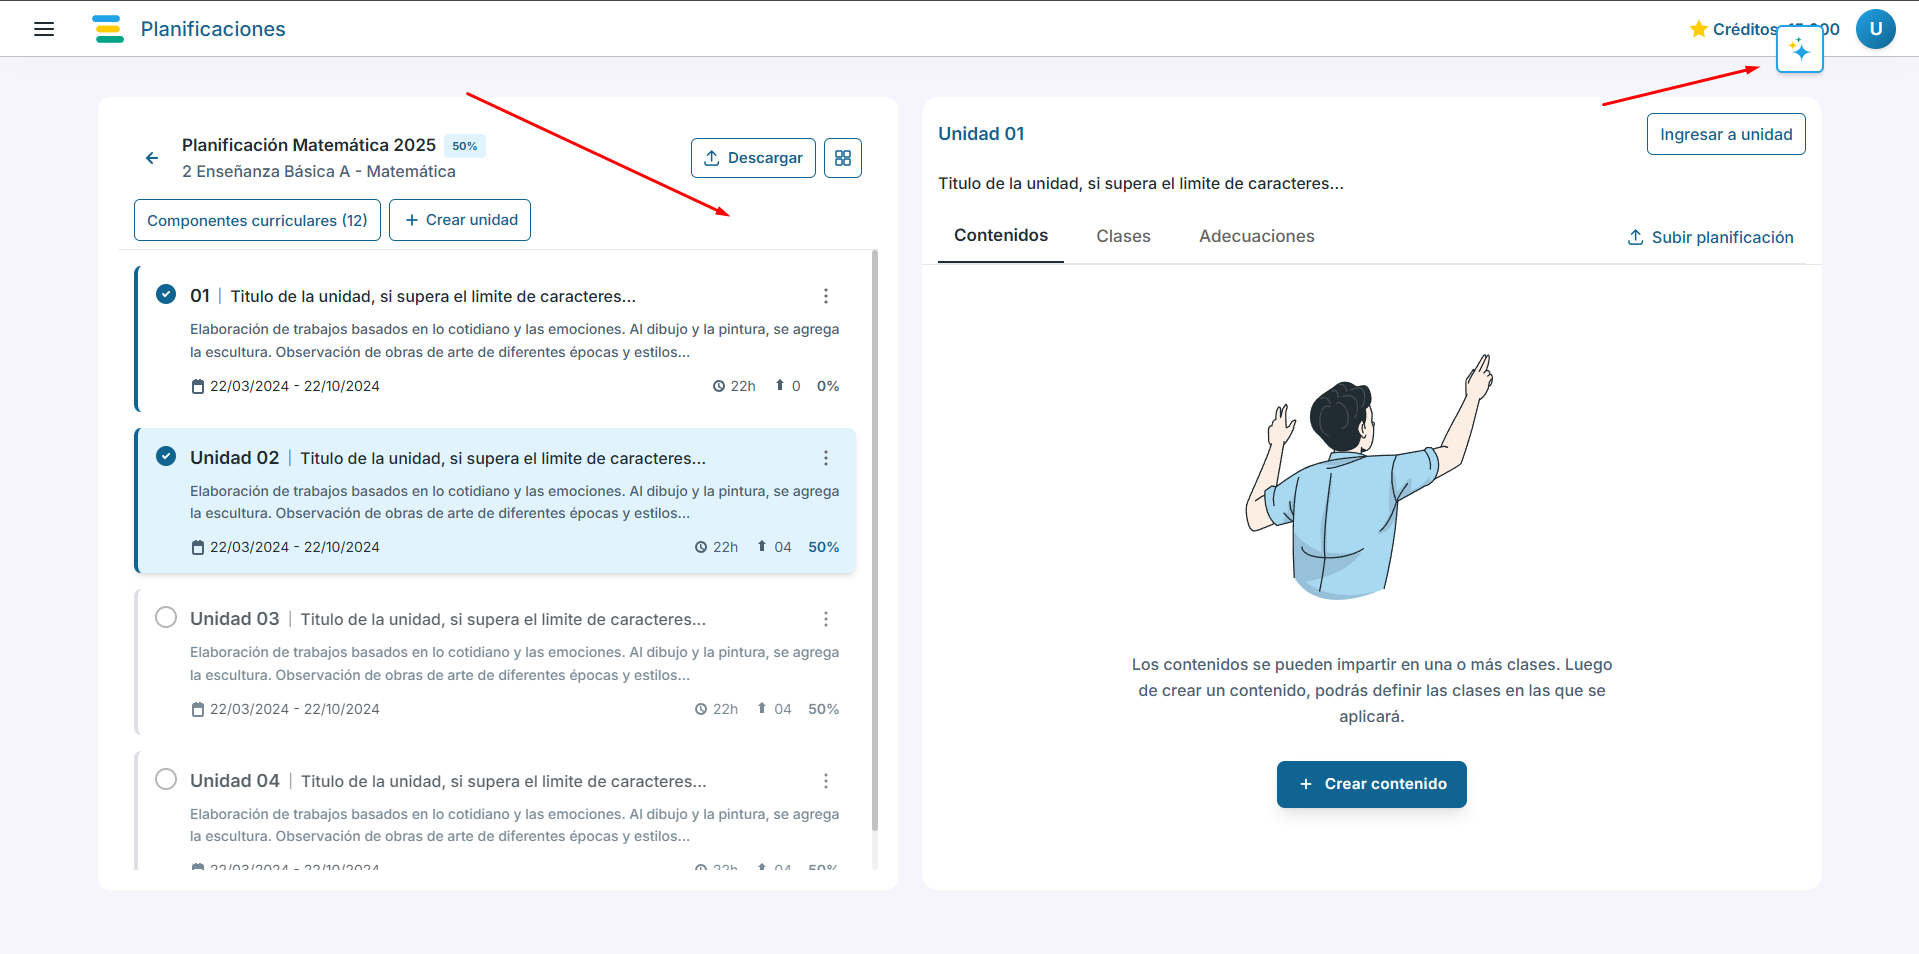 Planificaciones
Créditos
U
Planificación Matemática 2025 50%
2 Enseñanza Básica A - Matemática
Descargar
Componentes curriculares (12)
+ Crear unidad
01 | Titulo de la unidad, si supera el limite de caracteres...
Elaboración de trabajos basados en lo cotidiano y las emociones. Al dibujo y la pintura, se agrega
la escultura. Observación de obras de arte de diferentes épocas y estilos...
22/03/2024 - 22/10/2024 22h 0 0%
Unidad 02 | Titulo de la unidad, si supera el limite de caracteres...
Elaboración de trabajos basados en lo cotidiano y las emociones. Al dibujo y la pintura, se agrega
la escultura. Observación de obras de arte de diferentes épocas y estilos...
22/03/2024 - 22/10/2024 22h 04 50%
Unidad 03 | Titulo de la unidad, si supera el limite de caracteres...
Elaboración de trabajos basados en lo cotidiano y las emociones. Al dibujo y la pintura, se agrega
la escultura. Observación de obras de arte de diferentes épocas y estilos...
22/03/2024 - 22/10/2024 22h 04 50%
Unidad 04 | Titulo de la unidad, si supera el limite de caracteres...
Elaboración de trabajos basados en lo cotidiano y las emociones. Al dibujo y la pintura, se agrega
la escultura. Observación de obras de arte de diferentes épocas y estilos...
22/03/2024 - 22/10/2024 22h 04 50%
Unidad 01
Ingresar a unidad
Titulo de la unidad, si supera el limite de caracteres...
Contenidos Clases Adecuaciones Subir planificación
Los contenidos se pueden impartir en una o más clases. Luego
de crear un contenido, podrás definir las clases en las que se
aplicará.
+ Crear contenido